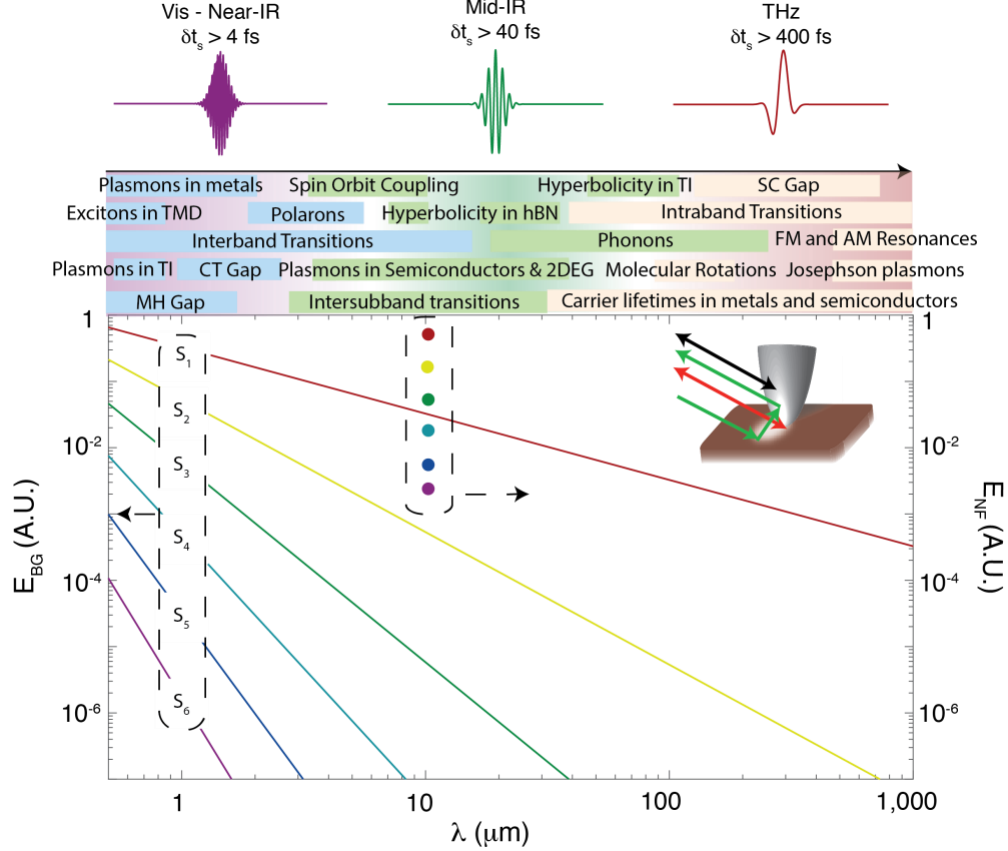 Vis - Near-IR
δtₛ > 4 fs
Mid-IR
δtₛ > 40 fs
THz
δtₛ > 400 fs
Plasmons in metals
Spin Orbit Coupling
Hyperbolicity in TI
SC Gap
Excitons in TMD
Polarons
Hyperbolicity in hBN
Intraband Transitions
Interband Transitions
Phonons
FM and AM Resonances
Plasmons in TI
CT Gap
Plasmons in Semiconductors & 2DEG
Molecular Rotations
Josephson plasmons
MH Gap
Intersubband transitions
Carrier lifetimes in metals and semiconductors
1
10⁻²
10⁻⁴
10⁻⁶
E_BG (A.U.)
S₁
S₂
S₃
S₄
S₅
S₆
1
10⁻²
10⁻⁴
10⁻⁶
E_NF (A.U.)
1
10
100
1,000
λ (μm)